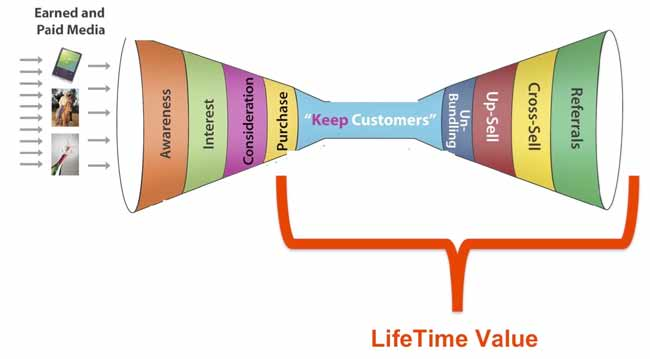 Earned and
Paid Media
Awareness
Interest
Consideration
Purchase
"Keep Customers"
Un-
Bundling
Up-Sell
Cross-Sell
Referrals
LifeTime Value